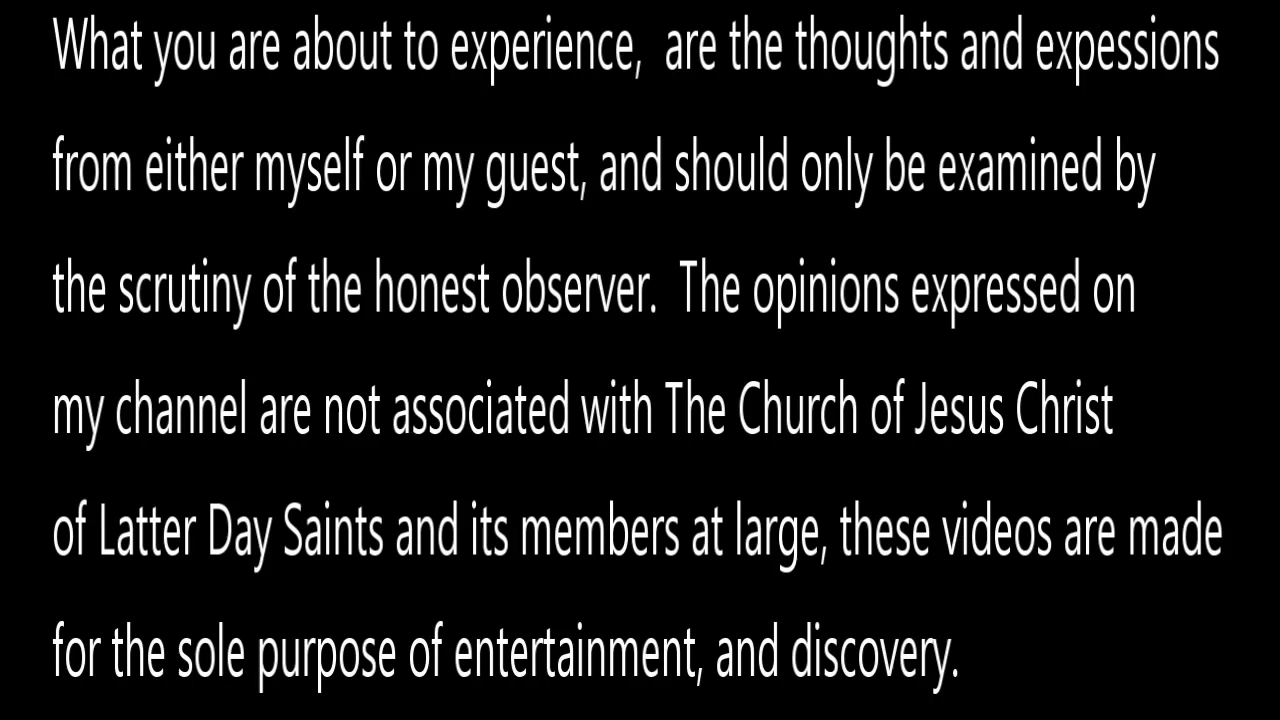 What you are about to experience,  are the thoughts and expessions
from either myself or my guest, and should only be examined by
the scrutiny of the honest observer.  The opinions expressed on
my channel are not associated with The Church of Jesus Christ
of Latter Day Saints and its members at large, these videos are made
for the sole purpose of entertainment, and discovery.